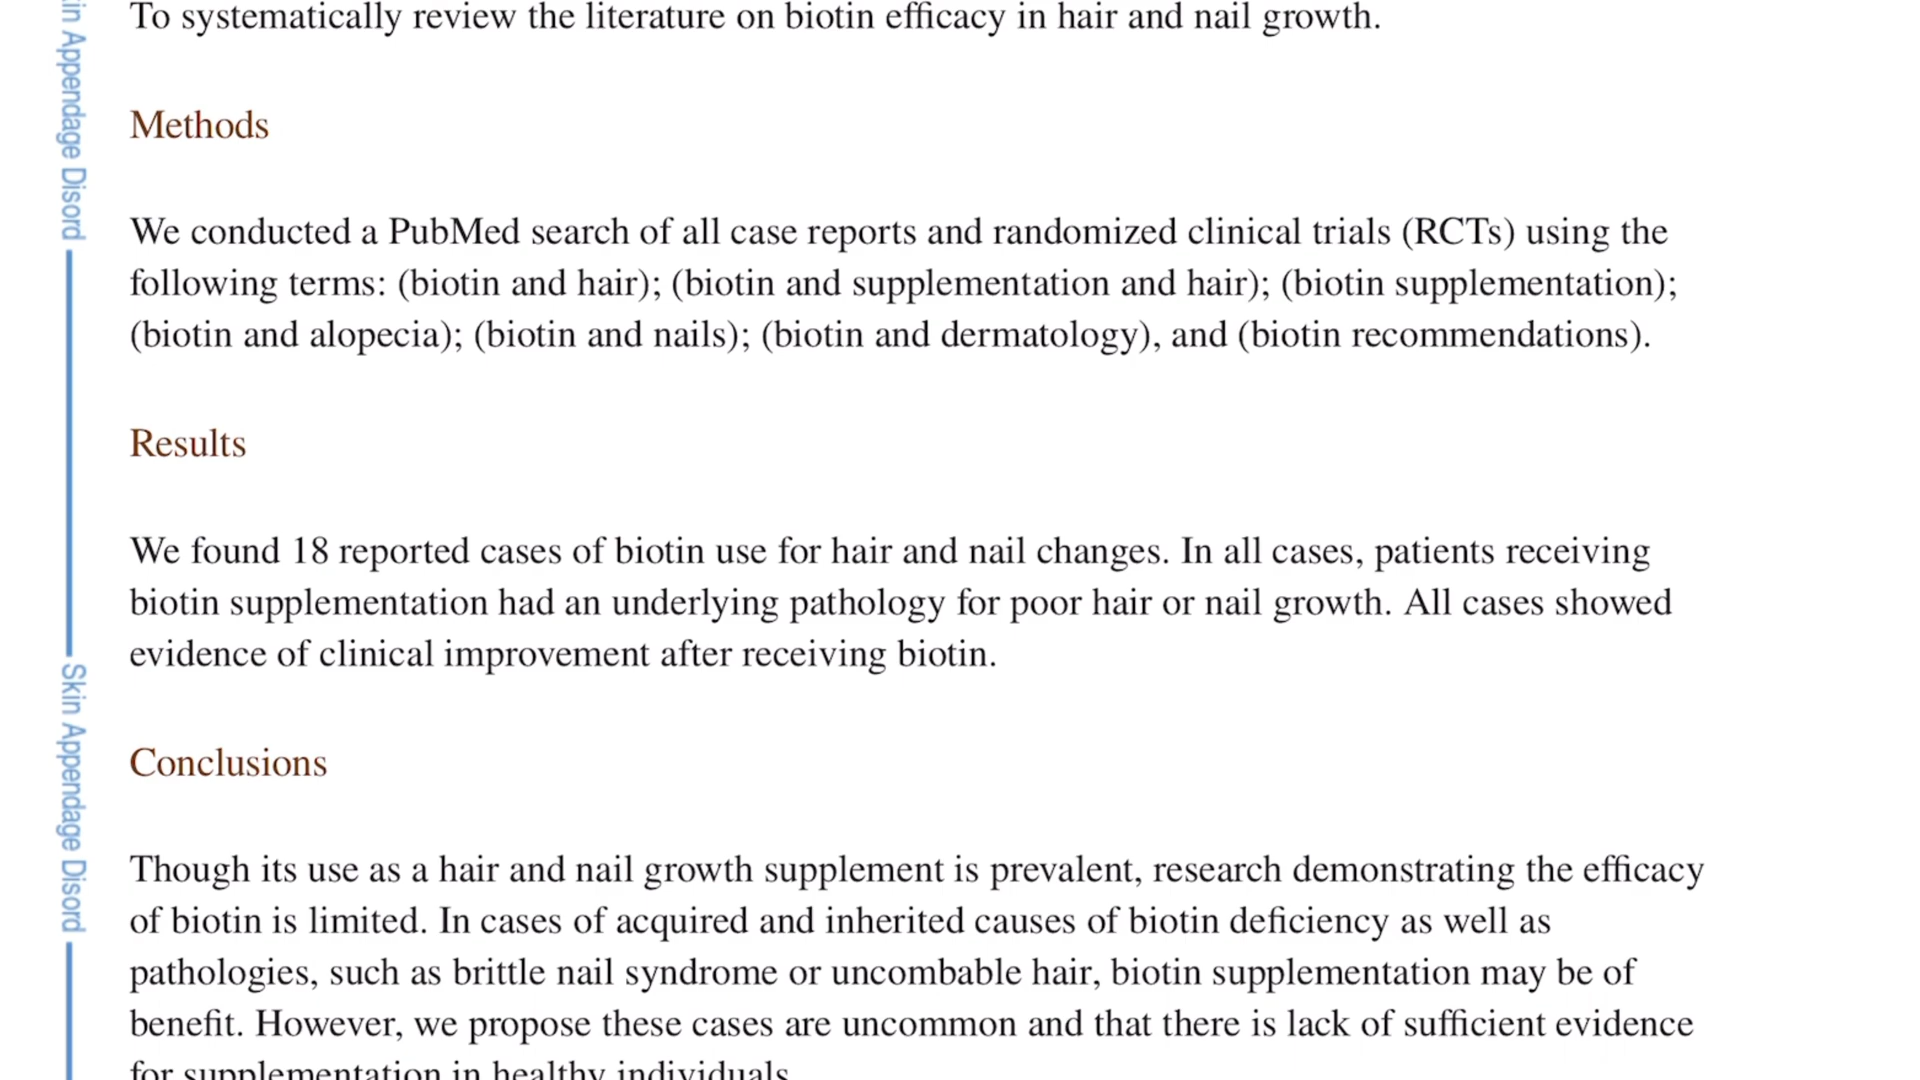 To systematically review the literature on biotin efficacy in hair and nail growth.
Methods
We conducted a PubMed search of all case reports and randomized clinical trials (RCTs) using the
following terms: (biotin and hair); (biotin and supplementation and hair); (biotin supplementation);
(biotin and alopecia); (biotin and nails); (biotin and dermatology), and (biotin recommendations).
Results
We found 18 reported cases of biotin use for hair and nail changes. In all cases, patients receiving
biotin supplementation had an underlying pathology for poor hair or nail growth. All cases showed
evidence of clinical improvement after receiving biotin.
Conclusions
Though its use as a hair and nail growth supplement is prevalent, research demonstrating the efficacy
of biotin is limited. In cases of acquired and inherited causes of biotin deficiency as well as
pathologies, such as brittle nail syndrome or uncombable hair, biotin supplementation may be of
benefit. However, we propose these cases are uncommon and that there is lack of sufficient evidence
for supplementation in healthy individuals.
in Appendage Disord
Skin Appendage Disord